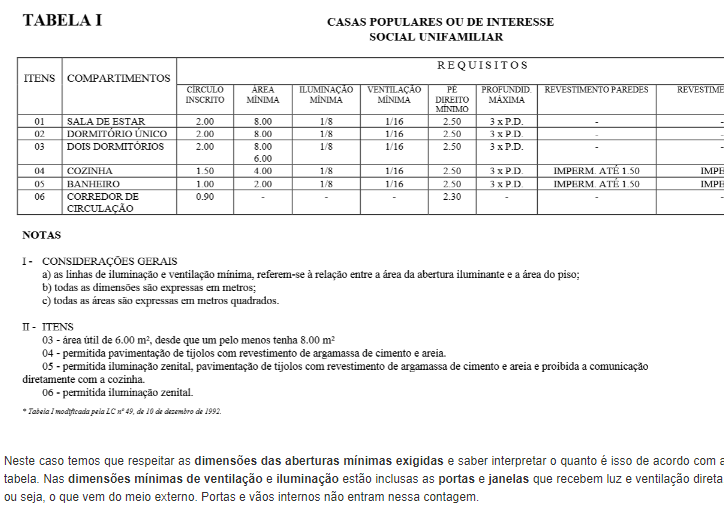 TABELA I
CASAS POPULARES OU DE INTERESSE
SOCIAL UNIFAMILIAR
ITENS COMPARTIMENTOS R E Q U I S I T O S
CÍRCULO INSCRITO ÁREA MÍNIMA ILUMINAÇÃO MÍNIMA VENTILAÇÃO MÍNIMA PÉ DIREITO MÍNIMO PROFUNDID. MÁXIMA REVESTIMENTO PAREDES REVESTIME
01 SALA DE ESTAR 2.00 8.00 1/8 1/16 2.50 3 x P.D. - -
02 DORMITÓRIO ÚNICO 2.00 8.00 1/8 1/16 2.50 3 x P.D. - -
03 DOIS DORMITÓRIOS 2.00 8.00 1/8 1/16 2.50 3 x P.D. - -
6.00
04 COZINHA 1.50 4.00 1/8 1/16 2.50 3 x P.D. IMPERM. ATÉ 1.50 IMPE
05 BANHEIRO 1.00 2.00 1/8 1/16 2.50 3 x P.D. IMPERM. ATÉ 1.50 IMPE
06 CORREDOR DE 0.90 - - - 2.30 - - -
CIRCULAÇÃO
NOTAS
I - CONSIDERAÇÕES GERAIS
a) as linhas de iluminação e ventilação mínima, referem-se à relação entre a área da abertura iluminante e a área do piso;
b) todas as dimensões são expressas em metros;
c) todas as áreas são expressas em metros quadrados.
II - ITENS
03 - área útil de 6.00 m², desde que um pelo menos tenha 8.00 m²
04 - permitida pavimentação de tijolos com revestimento de argamassa de cimento e areia.
05 - permitida iluminação zenital, pavimentação de tijolos com revestimento de argamassa de cimento e areia e proibida a comunicação
diretamente com a cozinha.
06 - permitida iluminação zenital.
* Tabela I modificada pela LC nº 49, de 10 de dezembro de 1992.
Neste caso temos que respeitar as dimensões das aberturas mínimas exigidas e saber interpretar o quanto é isso de acordo com a
tabela. Nas dimensões mínimas de ventilação e iluminação estão inclusas as portas e janelas que recebem luz e ventilação direta
ou seja, o que vem do meio externo. Portas e vãos internos não entram nessa contagem.